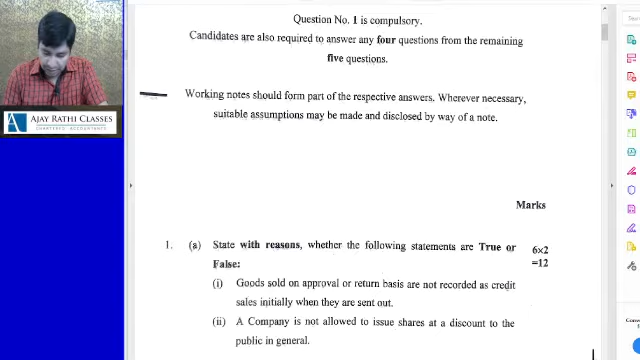 Question No. 1 is compulsory.
Candidates are also required to answer any four questions from the remaining
five questions.
Working notes should form part of the respective answers. Wherever necessary,
suitable assumptions may be made and disclosed by way of a note.
AJAY RATHI CLASSES
CHARTERED ACCOUNTANTS
Marks
1. (a) State with reasons, whether the following statements are True or 6×2
False: =12
(i) Goods sold on approval or return basis are not recorded as credit
sales initially when they are sent out.
(ii) A Company is not allowed to issue shares at a discount to the
public in general.